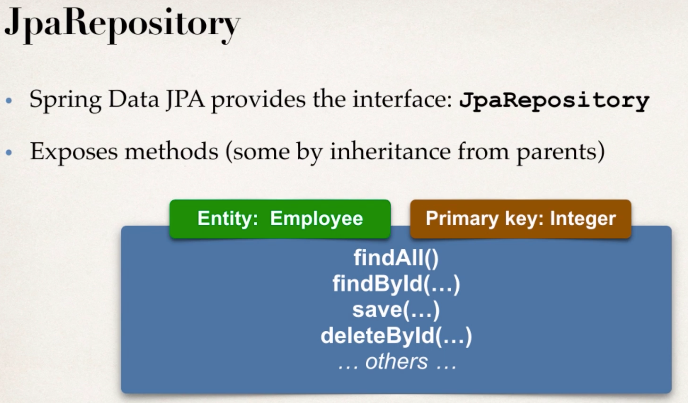 JpaRepository
• Spring Data JPA provides the interface: JpaRepository
• Exposes methods (some by inheritance from parents)
Entity: Employee
Primary key: Integer
findAll()
findById(…)
save(…)
deleteById(…)
… others …